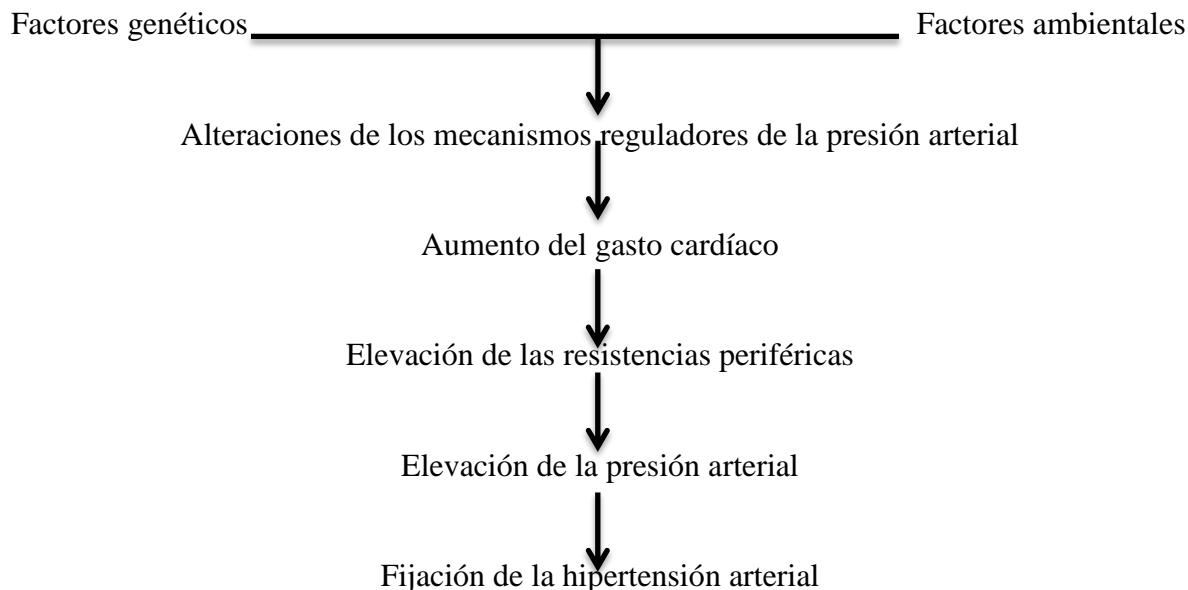 Factores genéticos Factores ambientales
Alteraciones de los mecanismos reguladores de la presión arterial
Aumento del gasto cardíaco
Elevación de las resistencias periféricas
Elevación de la presión arterial
Fijación de la hipertensión arterial